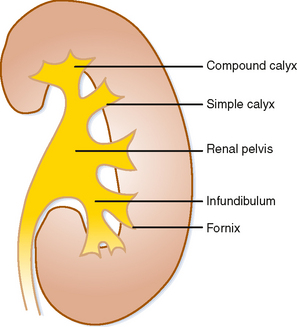 Compound calyx
Simple calyx
Renal pelvis
Infundibulum
Fornix